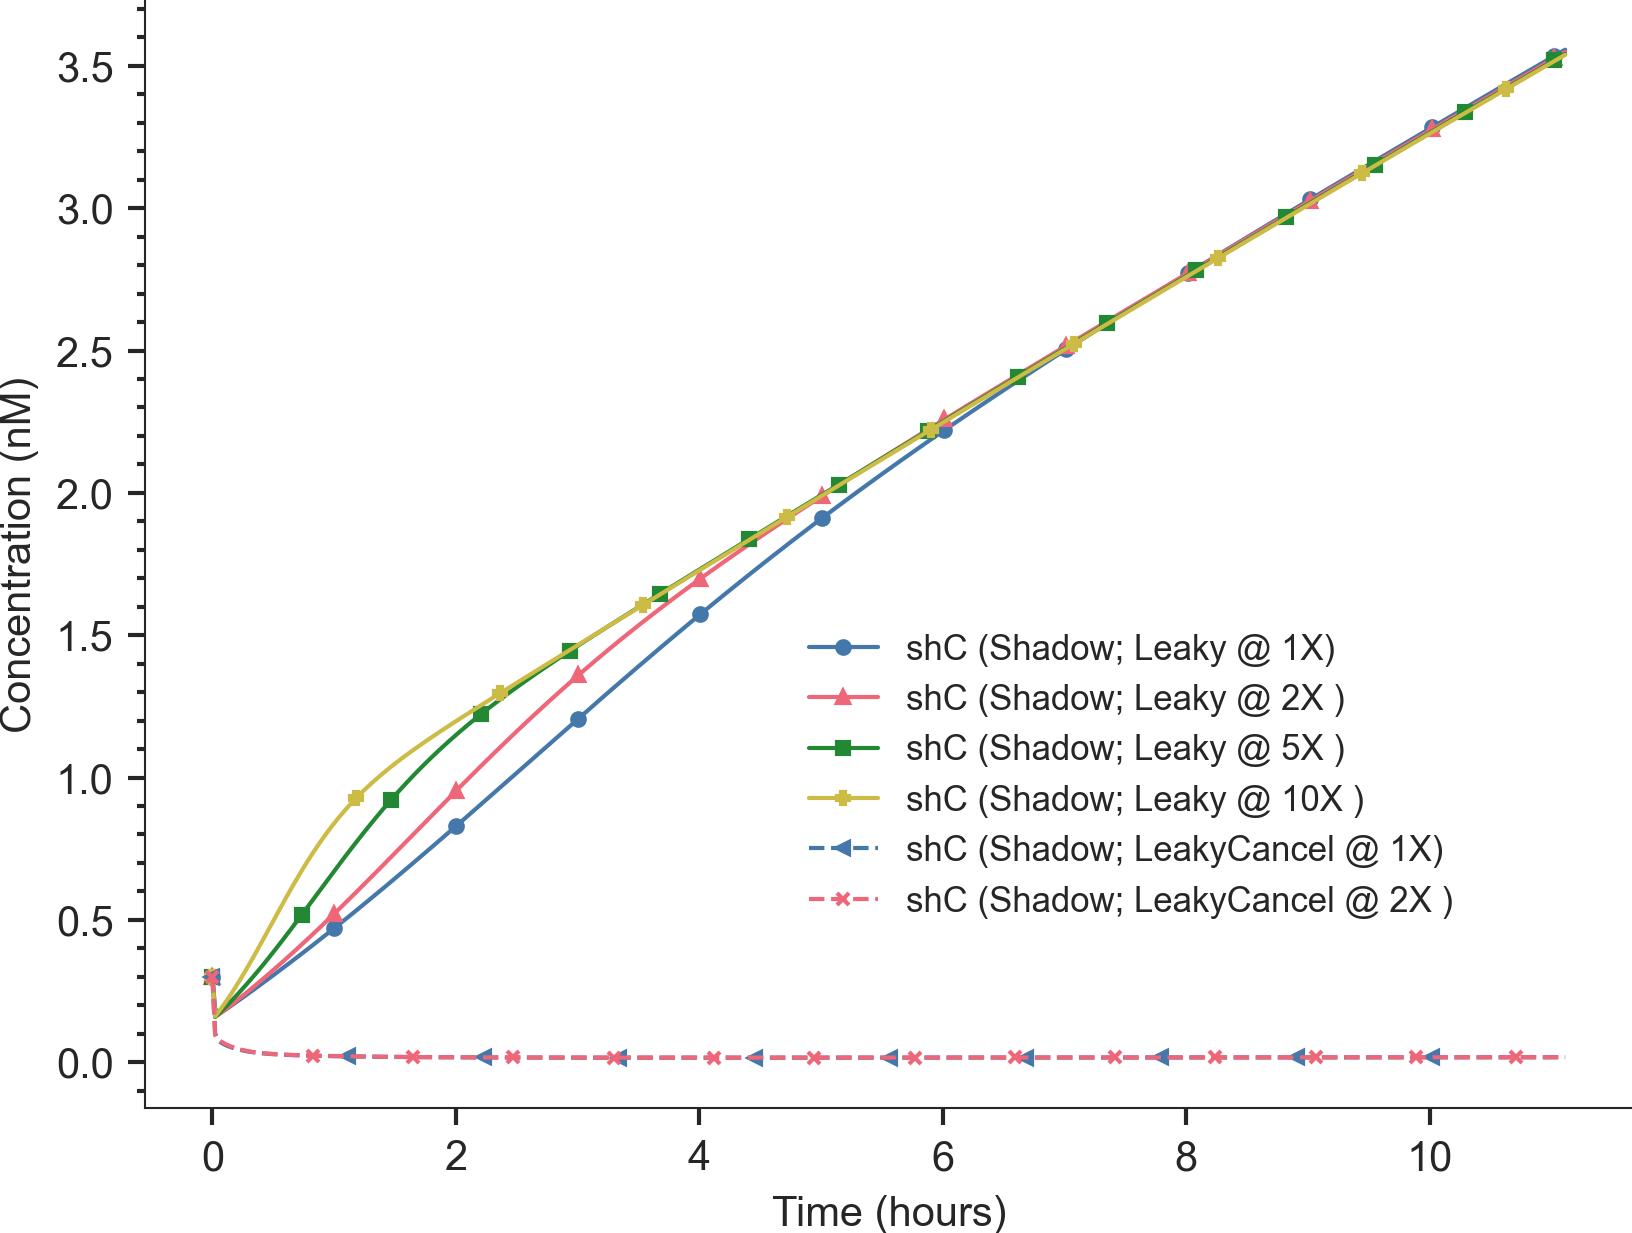 Concentration (nM)
3.5
3.0
2.5
2.0
1.5
1.0
0.5
0.0
shC (Shadow; Leaky @ 1X)
shC (Shadow; Leaky @ 2X )
shC (Shadow; Leaky @ 5X )
shC (Shadow; Leaky @ 10X )
shC (Shadow; LeakyCancel @ 1X)
shC (Shadow; LeakyCancel @ 2X )
0 2 4 6 8 10
Time (hours)